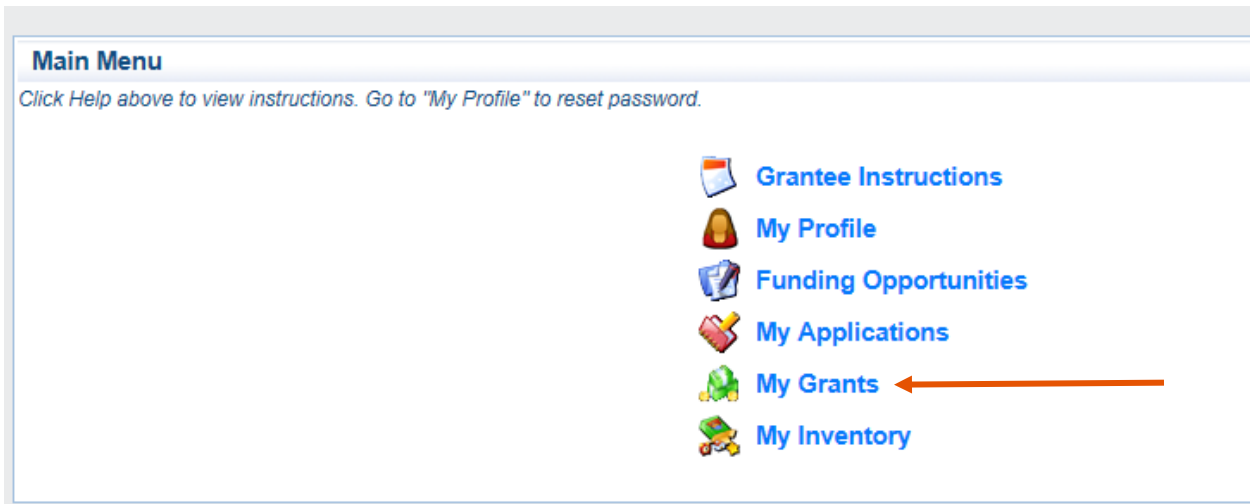 Main Menu
Click Help above to view instructions. Go to "My Profile" to reset password.
Grantee Instructions
My Profile
Funding Opportunities
My Applications
My Grants
My Inventory